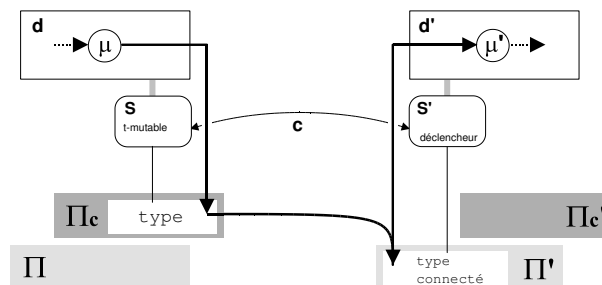 d
d'
μ
μ'
S
t-mutable
S'
déclencheur
c
Πc
type
Πc'
Π
type
connecté
Π'